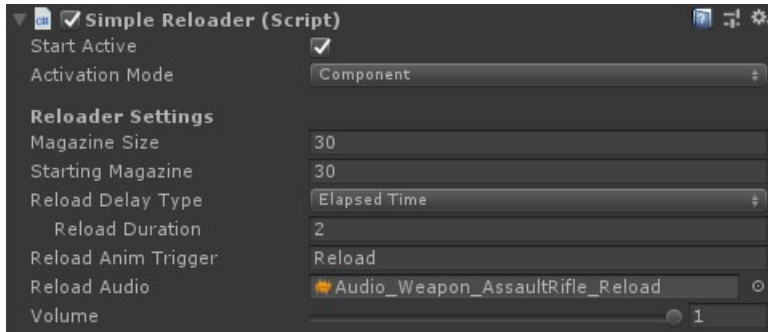 Simple Reloader (Script)
Start Active
Activation Mode Component
Reloader Settings
Magazine Size 30
Starting Magazine 30
Reload Delay Type Elapsed Time
Reload Duration 2
Reload Anim Trigger Reload
Reload Audio Audio_Weapon_AssaultRifle_Reload
Volume 1